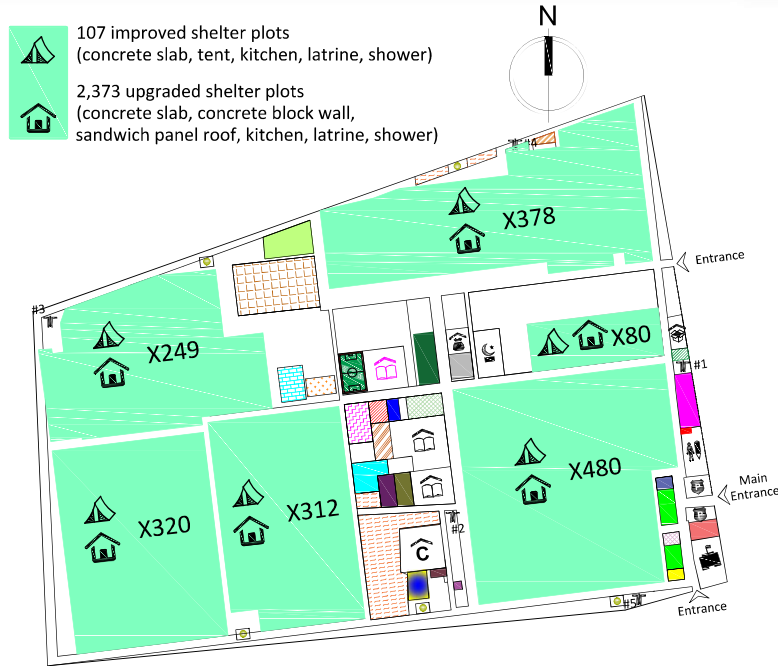 107 improved shelter plots
(concrete slab, tent, kitchen, latrine, shower)
2,373 upgraded shelter plots
(concrete slab, concrete block wall,
sandwich panel roof, kitchen, latrine, shower)
N
#4
X378
Entrance
#3
X249
X80
#1
X480
Main
Entrance
X320
X312
#2
C
#5
Entrance